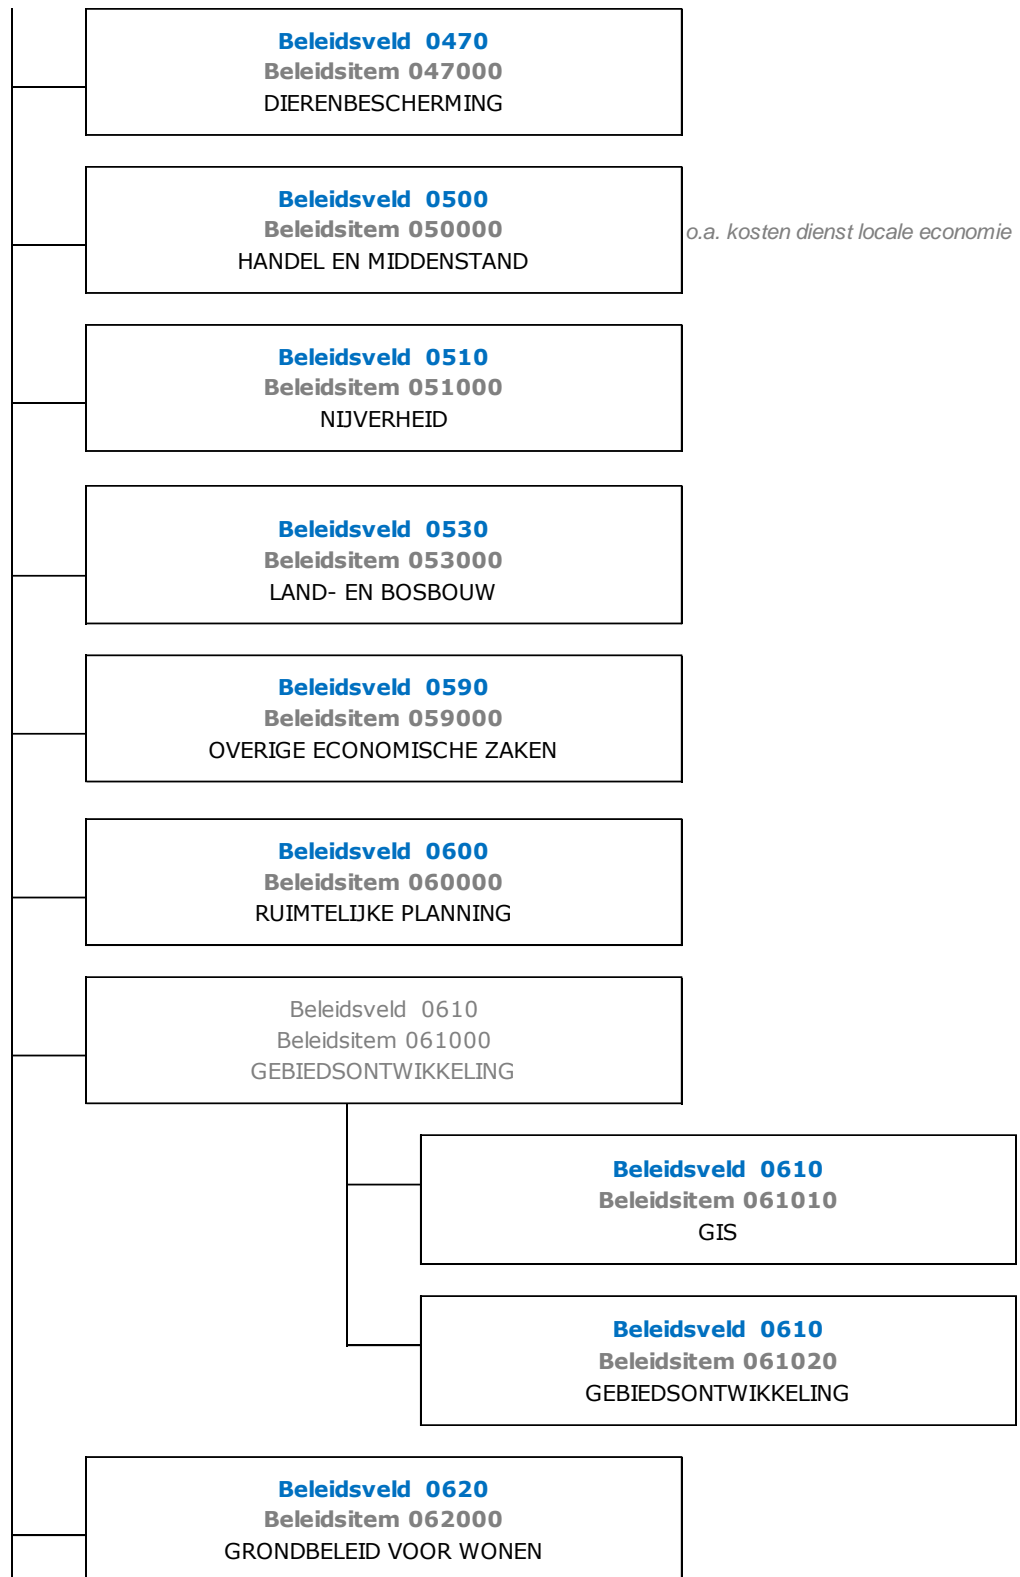 Beleidsveld 0470
Beleidsitem 047000
DIERENBESCHERMING
Beleidsveld 0500
Beleidsitem 050000
HANDEL EN MIDDENSTAND
o.a. kosten dienst locale economie
Beleidsveld 0510
Beleidsitem 051000
NIJVERHEID
Beleidsveld 0530
Beleidsitem 053000
LAND- EN BOSBOUW
Beleidsveld 0590
Beleidsitem 059000
OVERIGE ECONOMISCHE ZAKEN
Beleidsveld 0600
Beleidsitem 060000
RUIMTELIJKE PLANNING
Beleidsveld 0610
Beleidsitem 061000
GEBIEDSONTWIKKELING
Beleidsveld 0610
Beleidsitem 061010
GIS
Beleidsveld 0610
Beleidsitem 061020
GEBIEDSONTWIKKELING
Beleidsveld 0620
Beleidsitem 062000
GRONDBELEID VOOR WONEN